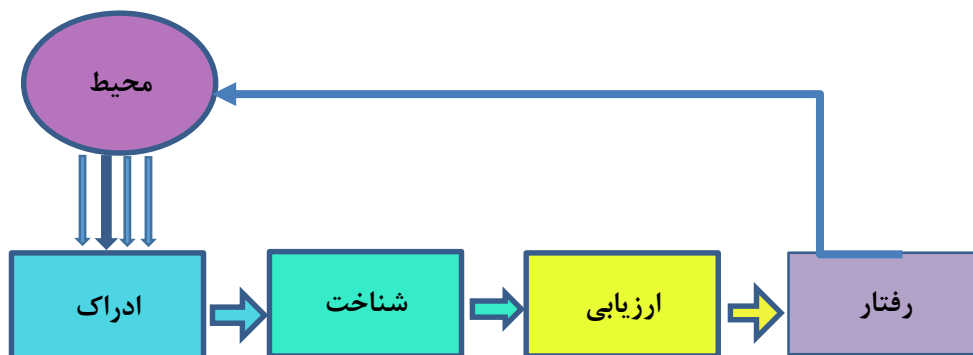 محیط
ادراک
شناخت
ارزیابی
رفتار